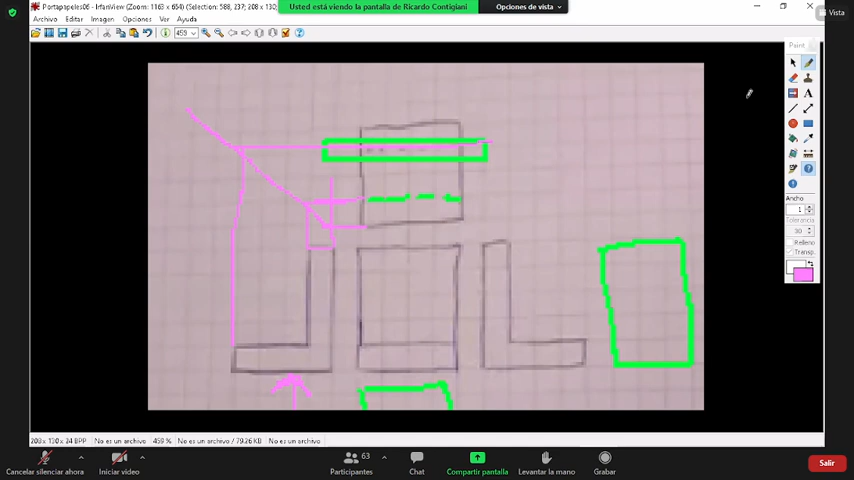 Portapapeles06 - IrfanView (Zoom: 1163 x 654) (Selection: 588, 237; 208 x 130;
Usted está viendo la pantalla de Ricardo Contigiani
Opciones de vista
Vista
Archivo Editar Imagen Opciones Ver Ayuda
459
Paint
A
Ancho
1
Tolerancia
30
Relleno
Transp.
208 x 130 x 24 BPP No es un archivo 459 % No es un archivo / 79.26 KB No es un archivo
63
Cancelar silenciar ahora Iniciar video Participantes Chat Compartir pantalla Levantar la mano Grabar Salir